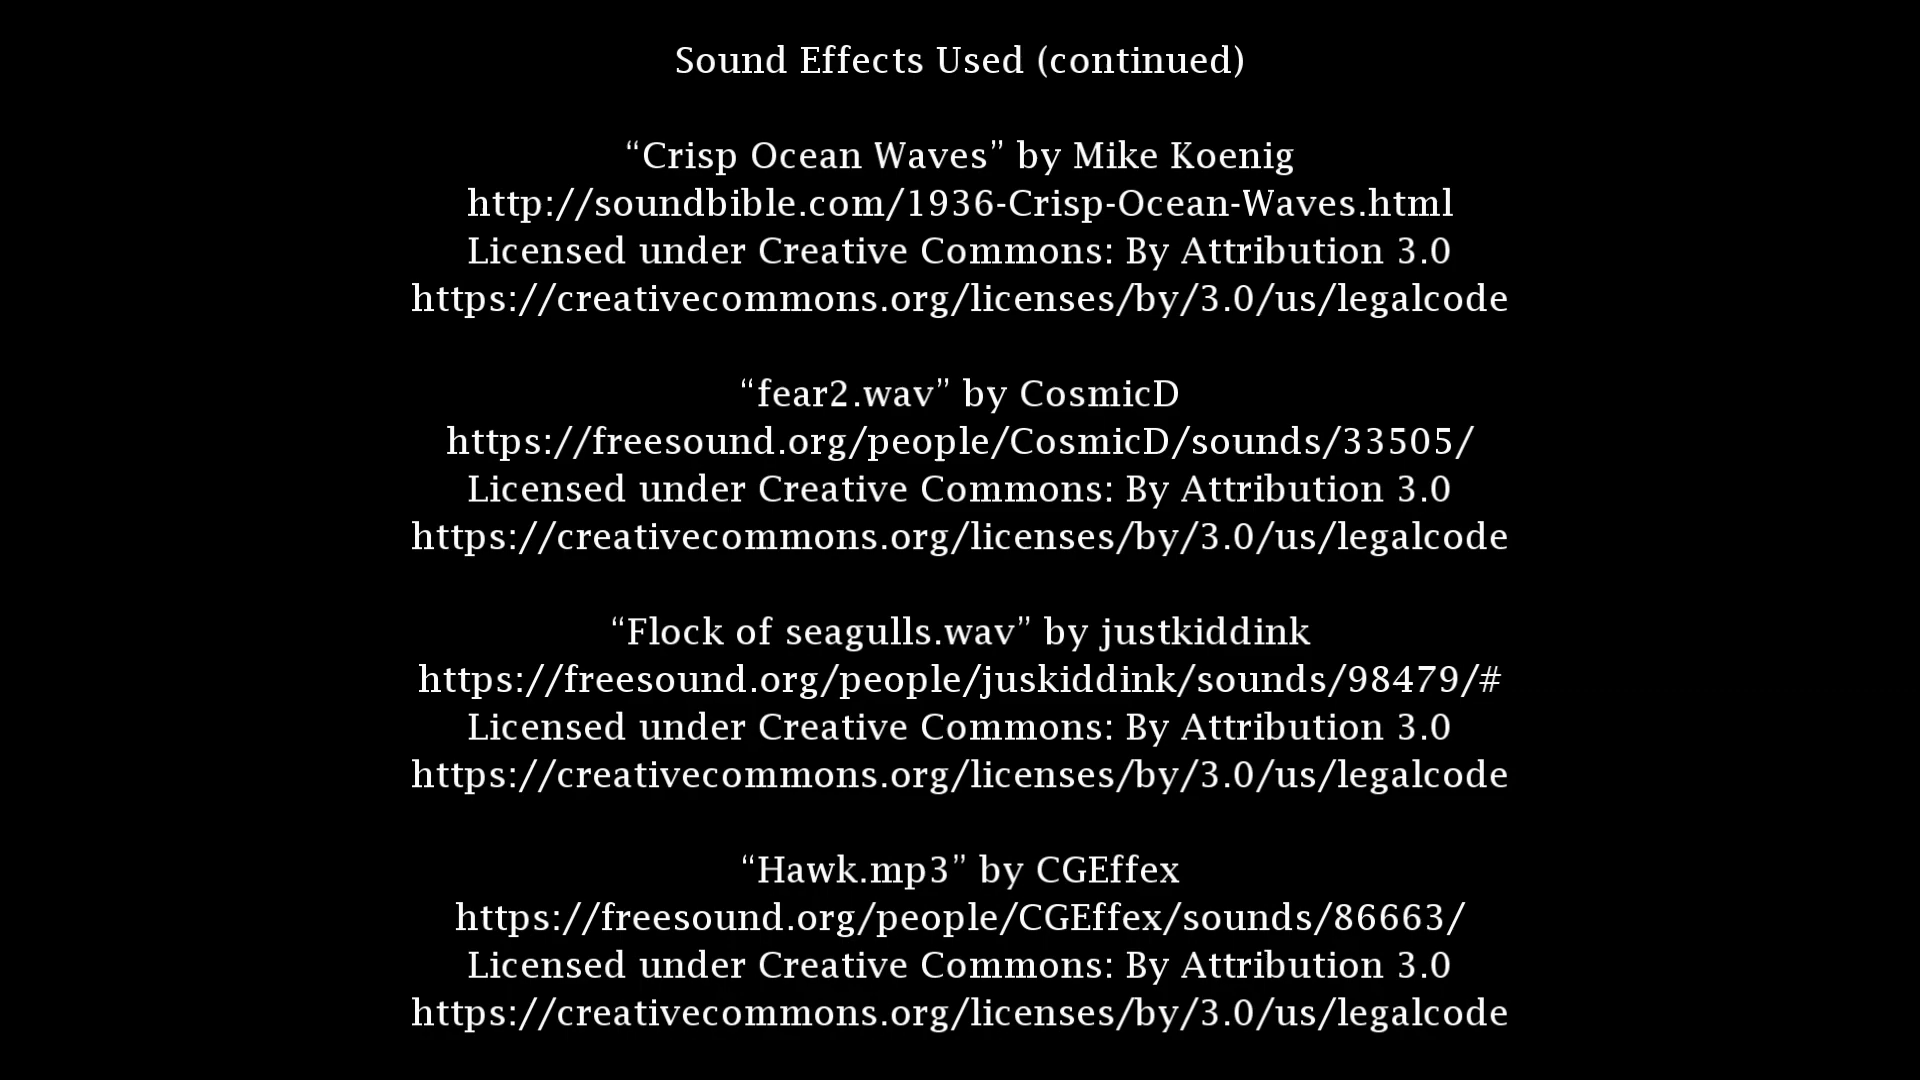 Sound Effects Used (continued)
“Crisp Ocean Waves” by Mike Koenig
http://soundbible.com/1936-Crisp-Ocean-Waves.html
Licensed under Creative Commons: By Attribution 3.0
https://creativecommons.org/licenses/by/3.0/us/legalcode
“fear2.wav” by CosmicD
https://freesound.org/people/CosmicD/sounds/33505/
Licensed under Creative Commons: By Attribution 3.0
https://creativecommons.org/licenses/by/3.0/us/legalcode
“Flock of seagulls.wav” by justkiddink
https://freesound.org/people/juskiddink/sounds/98479/#
Licensed under Creative Commons: By Attribution 3.0
https://creativecommons.org/licenses/by/3.0/us/legalcode
“Hawk.mp3” by CGEffex
https://freesound.org/people/CGEffex/sounds/86663/
Licensed under Creative Commons: By Attribution 3.0
https://creativecommons.org/licenses/by/3.0/us/legalcode